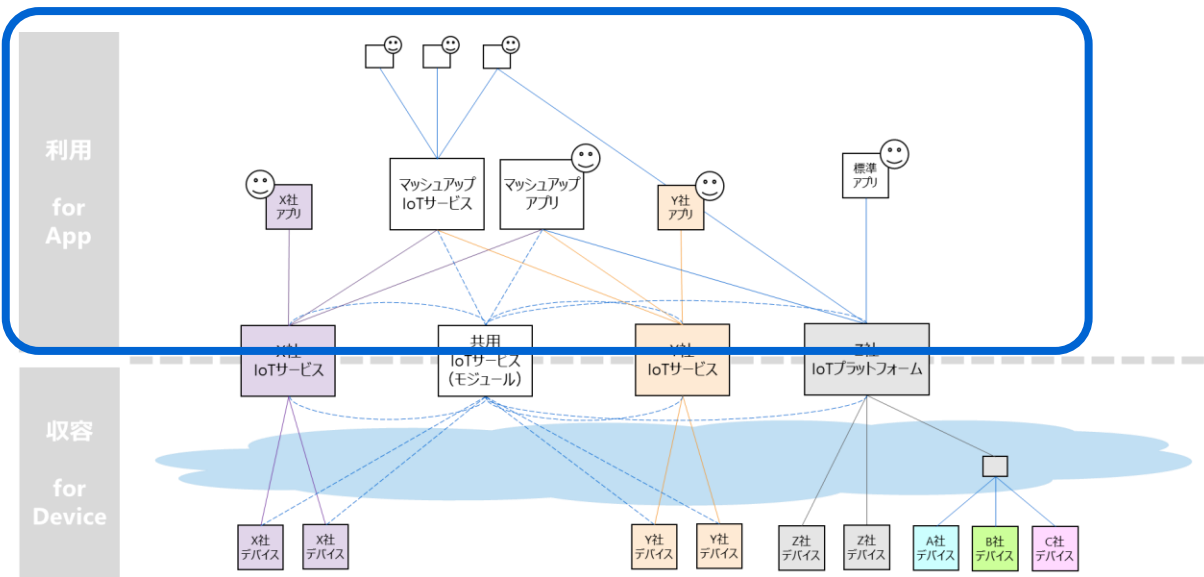 利用
for
App
マッシュアップ
IoTサービス
マッシュアップ
アプリ
標準
アプリ
X社
アプリ
Y社
アプリ
X社
IoTサービス
共用
IoTサービス
(モジュール)
Y社
IoTサービス
Z社
IoTプラットフォーム
収容
for
Device
X社
デバイス
X社
デバイス
Y社
デバイス
Y社
デバイス
Z社
デバイス
Z社
デバイス
A社
デバイス
B社
デバイス
C社
デバイス